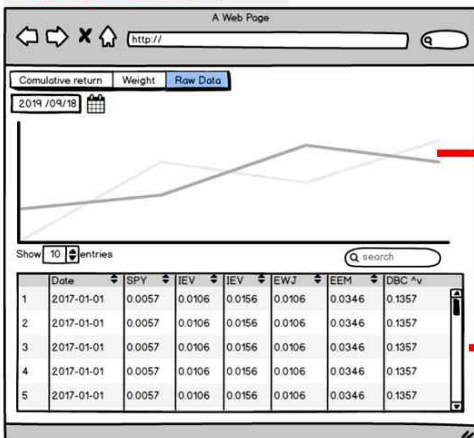 A Web Page
http://
Comulative return Weight Raw Data
2019 /09/18
Show 10 entries search
Date SPY IEV IEV EWJ EEM DBC ^v
1 2017-01-01 0.0057 0.0106 0.0156 0.0106 0.0346 0.1357
2 2017-01-01 0.0057 0.0106 0.0156 0.0106 0.0346 0.1357
3 2017-01-01 0.0057 0.0106 0.0156 0.0106 0.0346 0.1357
4 2017-01-01 0.0057 0.0106 0.0156 0.0106 0.0346 0.1357
5 2017-01-01 0.0057 0.0106 0.0156 0.0106 0.0346 0.1357